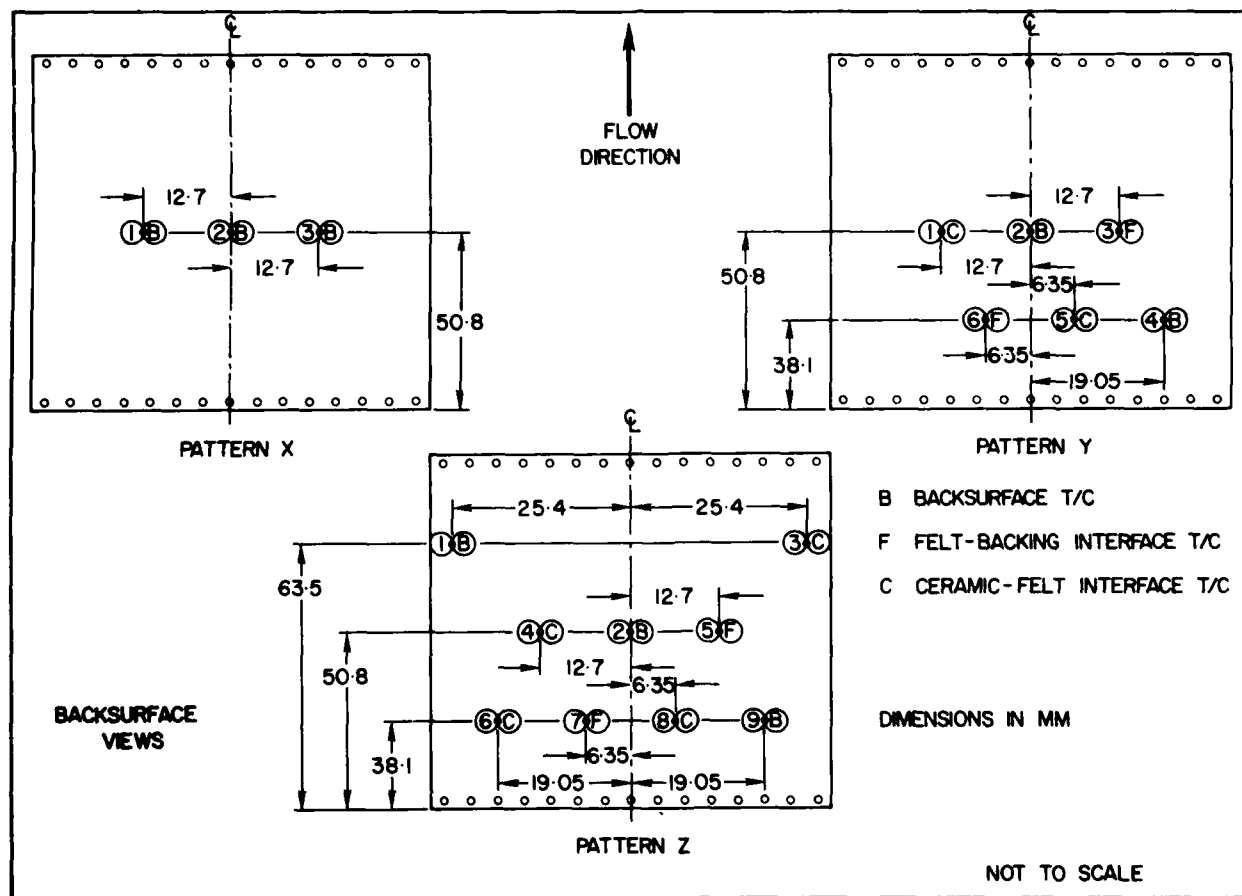 ℄
①Ⓑ ②Ⓑ ③Ⓑ
12·7
12·7
50·8
PATTERN X
FLOW
DIRECTION
℄
12·7
①Ⓒ ②Ⓑ ③Ⓕ
12·7
6·35
50·8
⑥Ⓕ ⑤Ⓒ ④Ⓑ
6·35
38·1
19·05
PATTERN Y
℄
25·4 25·4
①Ⓑ ③Ⓒ
63·5
12·7
④Ⓒ ②Ⓑ ⑤Ⓕ
12·7
50·8
6·35
⑥Ⓒ ⑦Ⓕ ⑧Ⓒ ⑨Ⓑ
6·35
38·1
19·05 19·05
PATTERN Z
B BACKSURFACE T/C
F FELT-BACKING INTERFACE T/C
C CERAMIC-FELT INTERFACE T/C
BACKSURFACE
VIEWS
DIMENSIONS IN MM
NOT TO SCALE